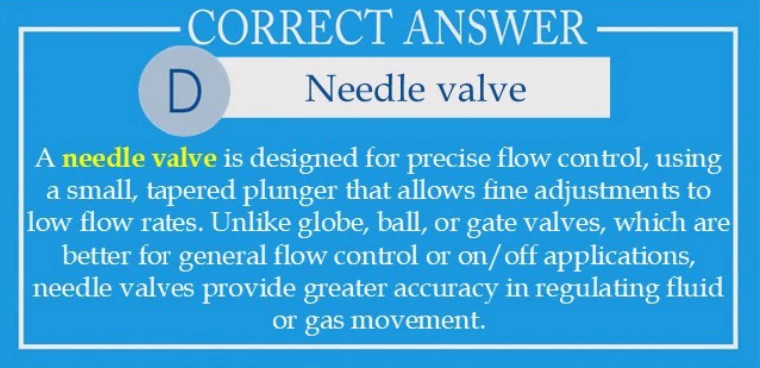 CORRECT ANSWER
D Needle valve
A needle valve is designed for precise flow control, using
a small, tapered plunger that allows fine adjustments to
low flow rates. Unlike globe, ball, or gate valves, which are
better for general flow control or on/off applications,
needle valves provide greater accuracy in regulating fluid
or gas movement.